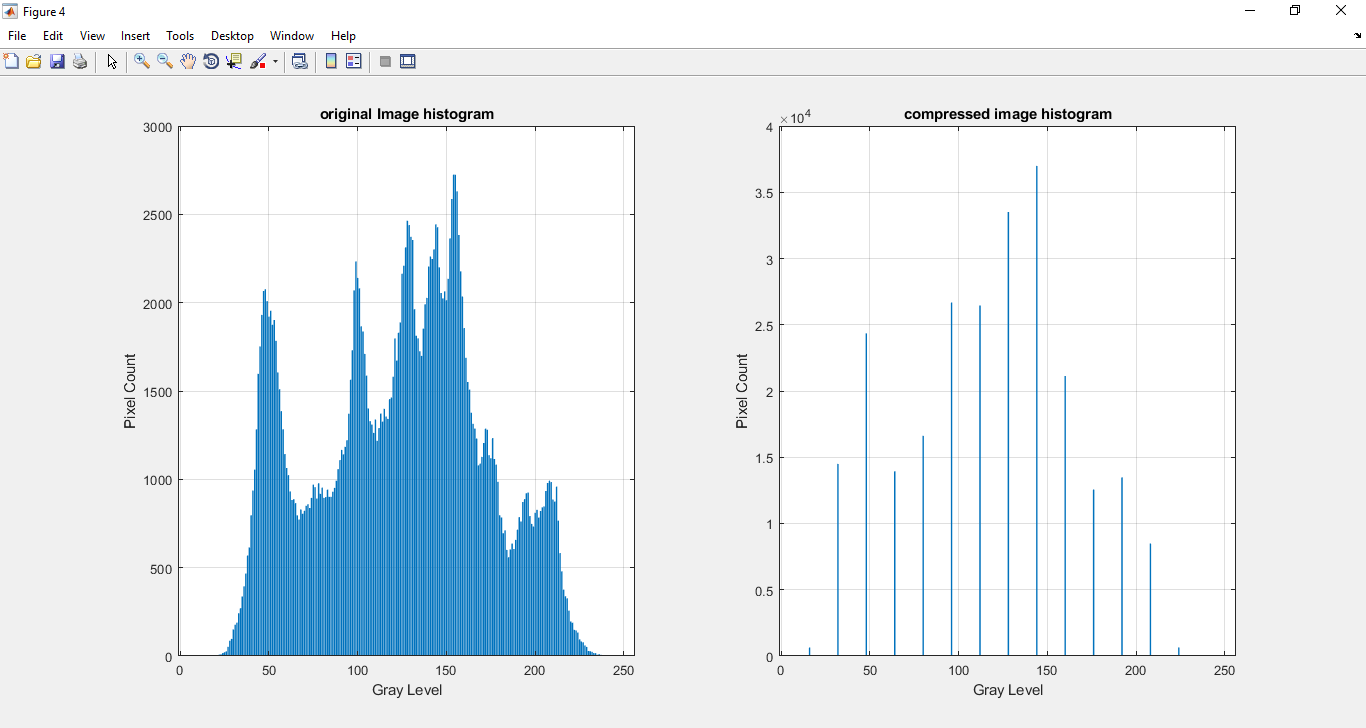 Figure 4
File Edit View Insert Tools Desktop Window Help
original Image histogram
3000
2500
2000
1500
1000
500
0
Pixel Count
0 50 100 150 200 250
Gray Level
compressed image histogram
×10^4
4
3.5
3
2.5
2
1.5
1
0.5
0
Pixel Count
0 50 100 150 200 250
Gray Level